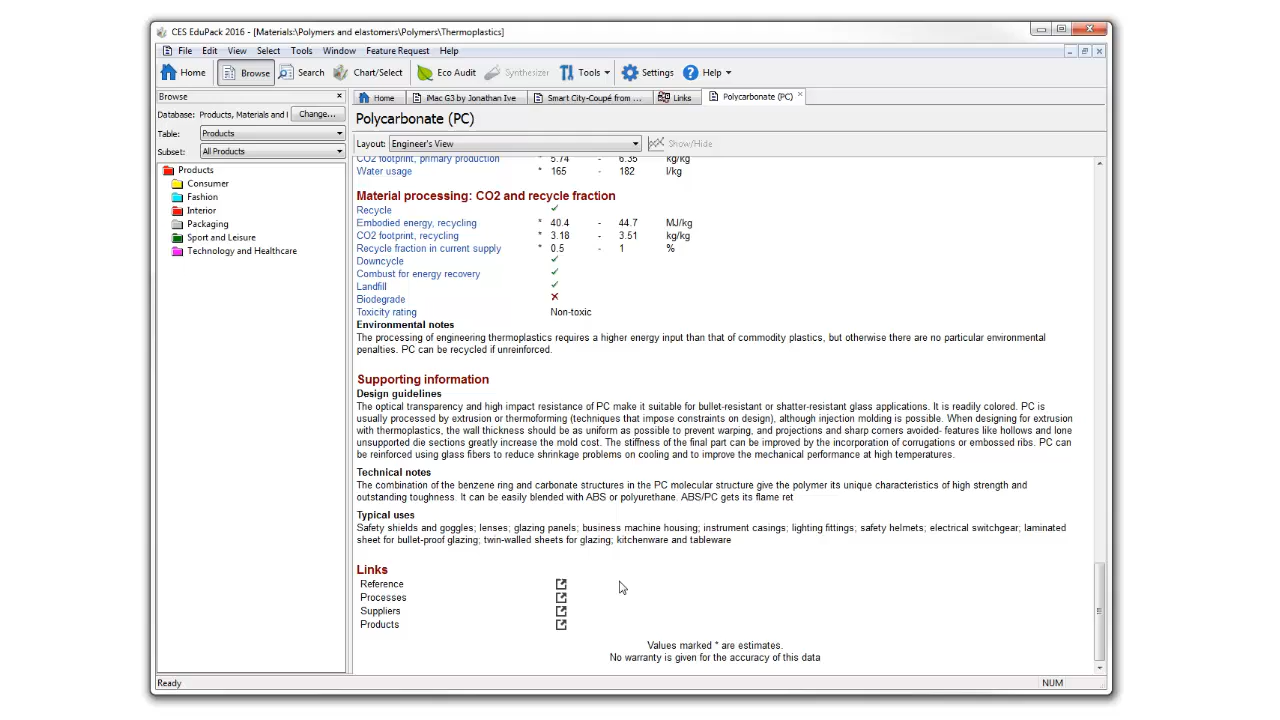 CES EduPack 2016 - [Materials:\Polymers and elastomers\Polymers\Thermoplastics]
File Edit View Select Tools Window Feature Request Help
Home Browse Search Chart/Select Eco Audit Synthesizer Tools Settings Help
Browse
Home iMac G3 by Jonathan Ive Smart City-Coupé from ... Links Polycarbonate (PC)
Database: Products, Materials and Change...
Table: Products
Subset: All Products
Products
Consumer
Fashion
Interior
Packaging
Sport and Leisure
Technology and Healthcare
Polycarbonate (PC)
Layout: Engineer's View Show/Hide
CO2 footprint, primary production * 5.74 - 6.35 kg/kg
Water usage * 165 - 182 l/kg
Material processing: CO2 and recycle fraction
Recycle ✓
Embodied energy, recycling * 40.4 - 44.7 MJ/kg
CO2 footprint, recycling * 3.18 - 3.51 kg/kg
Recycle fraction in current supply * 0.5 - 1 %
Downcycle ✓
Combust for energy recovery ✓
Landfill ✓
Biodegrade ✗
Toxicity rating Non-toxic
Environmental notes
The processing of engineering thermoplastics requires a higher energy input than that of commodity plastics, but otherwise there are no particular environmental
penalties. PC can be recycled if unreinforced.
Supporting information
Design guidelines
The optical transparency and high impact resistance of PC make it suitable for bullet-resistant or shatter-resistant glass applications. It is readily colored. PC is
usually processed by extrusion or thermoforming (techniques that impose constraints on design), although injection molding is possible. When designing for extrusion
with thermoplastics, the wall thickness should be as uniform as possible to prevent warping, and projections and sharp corners avoided- features like hollows and lone
unsupported die sections greatly increase the mold cost. The stiffness of the final part can be improved by the incorporation of corrugations or embossed ribs. PC can
be reinforced using glass fibers to reduce shrinkage problems on cooling and to improve the mechanical performance at high temperatures.
Technical notes
The combination of the benzene ring and carbonate structures in the PC molecular structure give the polymer its unique characteristics of high strength and
outstanding toughness. It can be easily blended with ABS or polyurethane. ABS/PC gets its flame ret
Typical uses
Safety shields and goggles; lenses; glazing panels; business machine housing; instrument casings; lighting fittings; safety helmets; electrical switchgear; laminated
sheet for bullet-proof glazing; twin-walled sheets for glazing; kitchenware and tableware
Links
Reference
Processes
Suppliers
Products
Values marked * are estimates.
No warranty is given for the accuracy of this data
Ready NUM